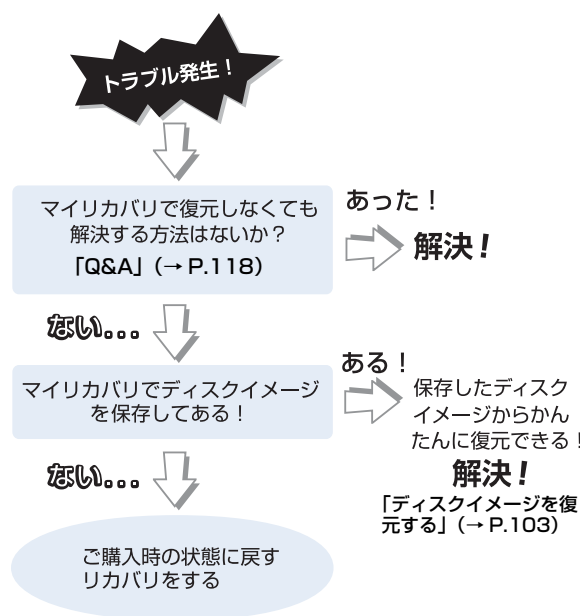 トラブル発生！
マイリカバリで復元しなくても
解決する方法はないか？
「Q&A」（→ P.118）
あった！
解決！
ない...
マイリカバリでディスクイメージ
を保存してある！
ある！
保存したディスク
イメージからかん
たんに復元できる！
解決！
「ディスクイメージを復
元する」（→ P.103）
ない...
ご購入時の状態に戻す
リカバリをする